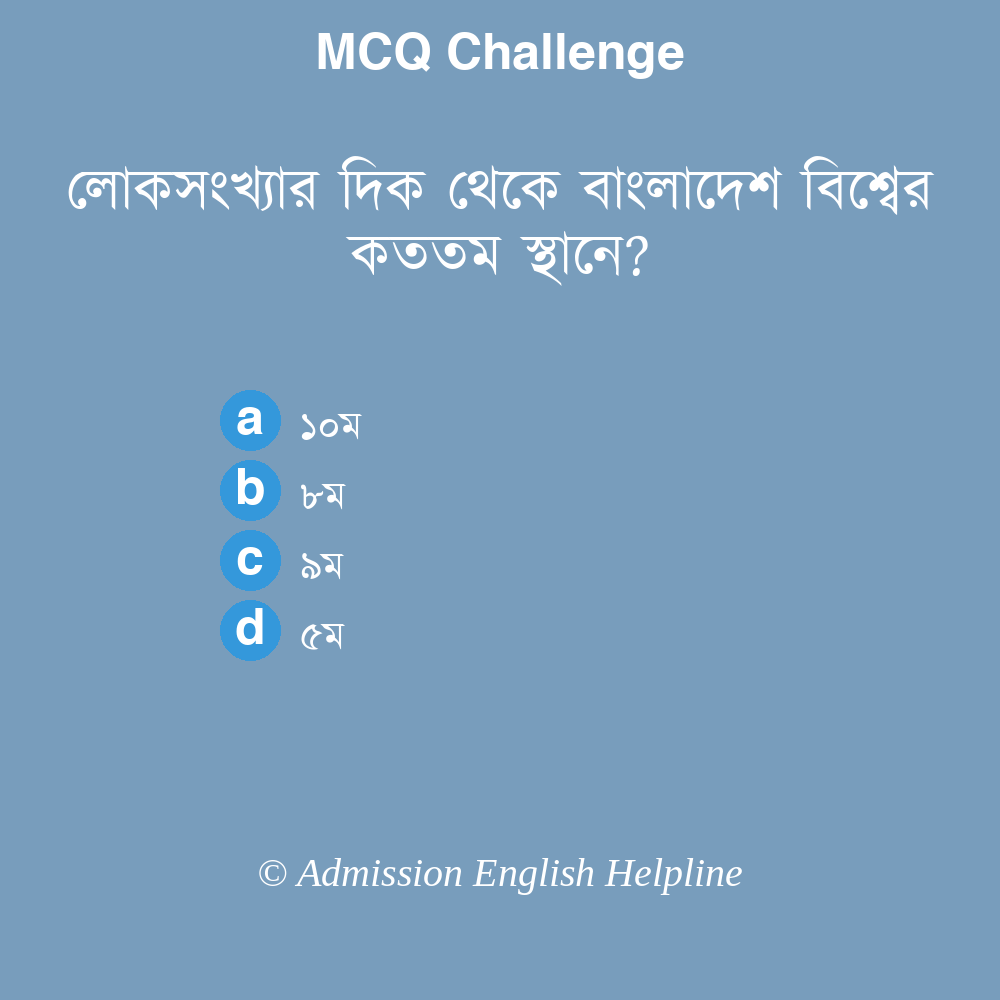 MCQ Challenge
লোকসংখ্যার দিক থেকে বাংলাদেশ বিশ্বের
কততম স্থানে?
a ১০ম
b ৮ম
c ৯ম
d ৫ম
© Admission English Helpline